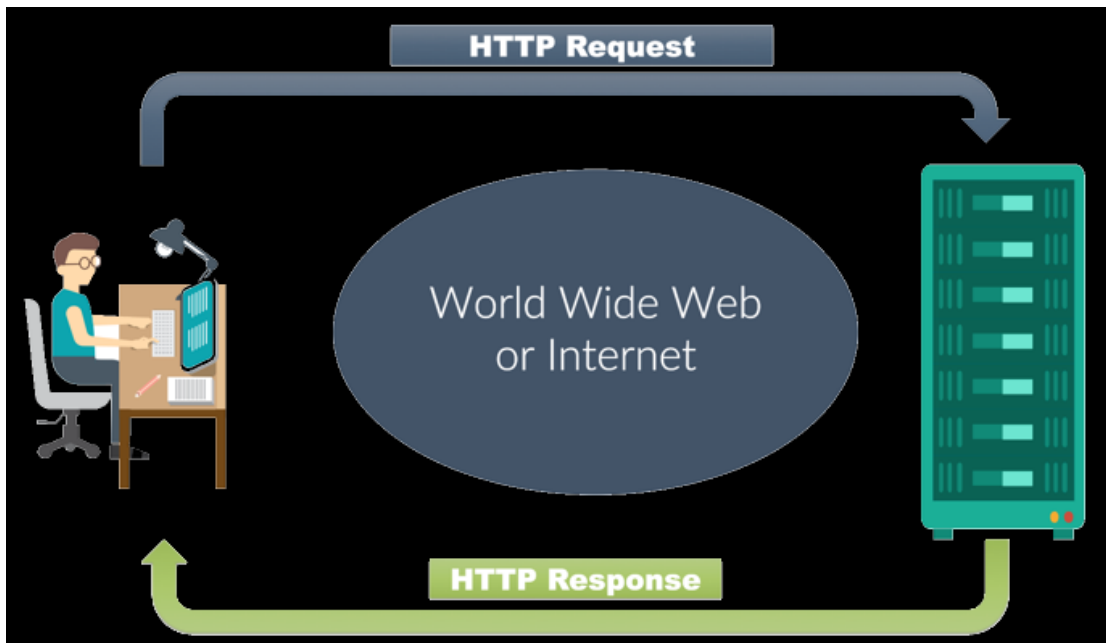 HTTP Request
World Wide Web
or Internet
HTTP Response